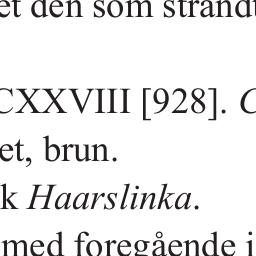 et den som strandt
CXXVIII [928]. C
et, brun.
k Haarslinka.
med foregående i